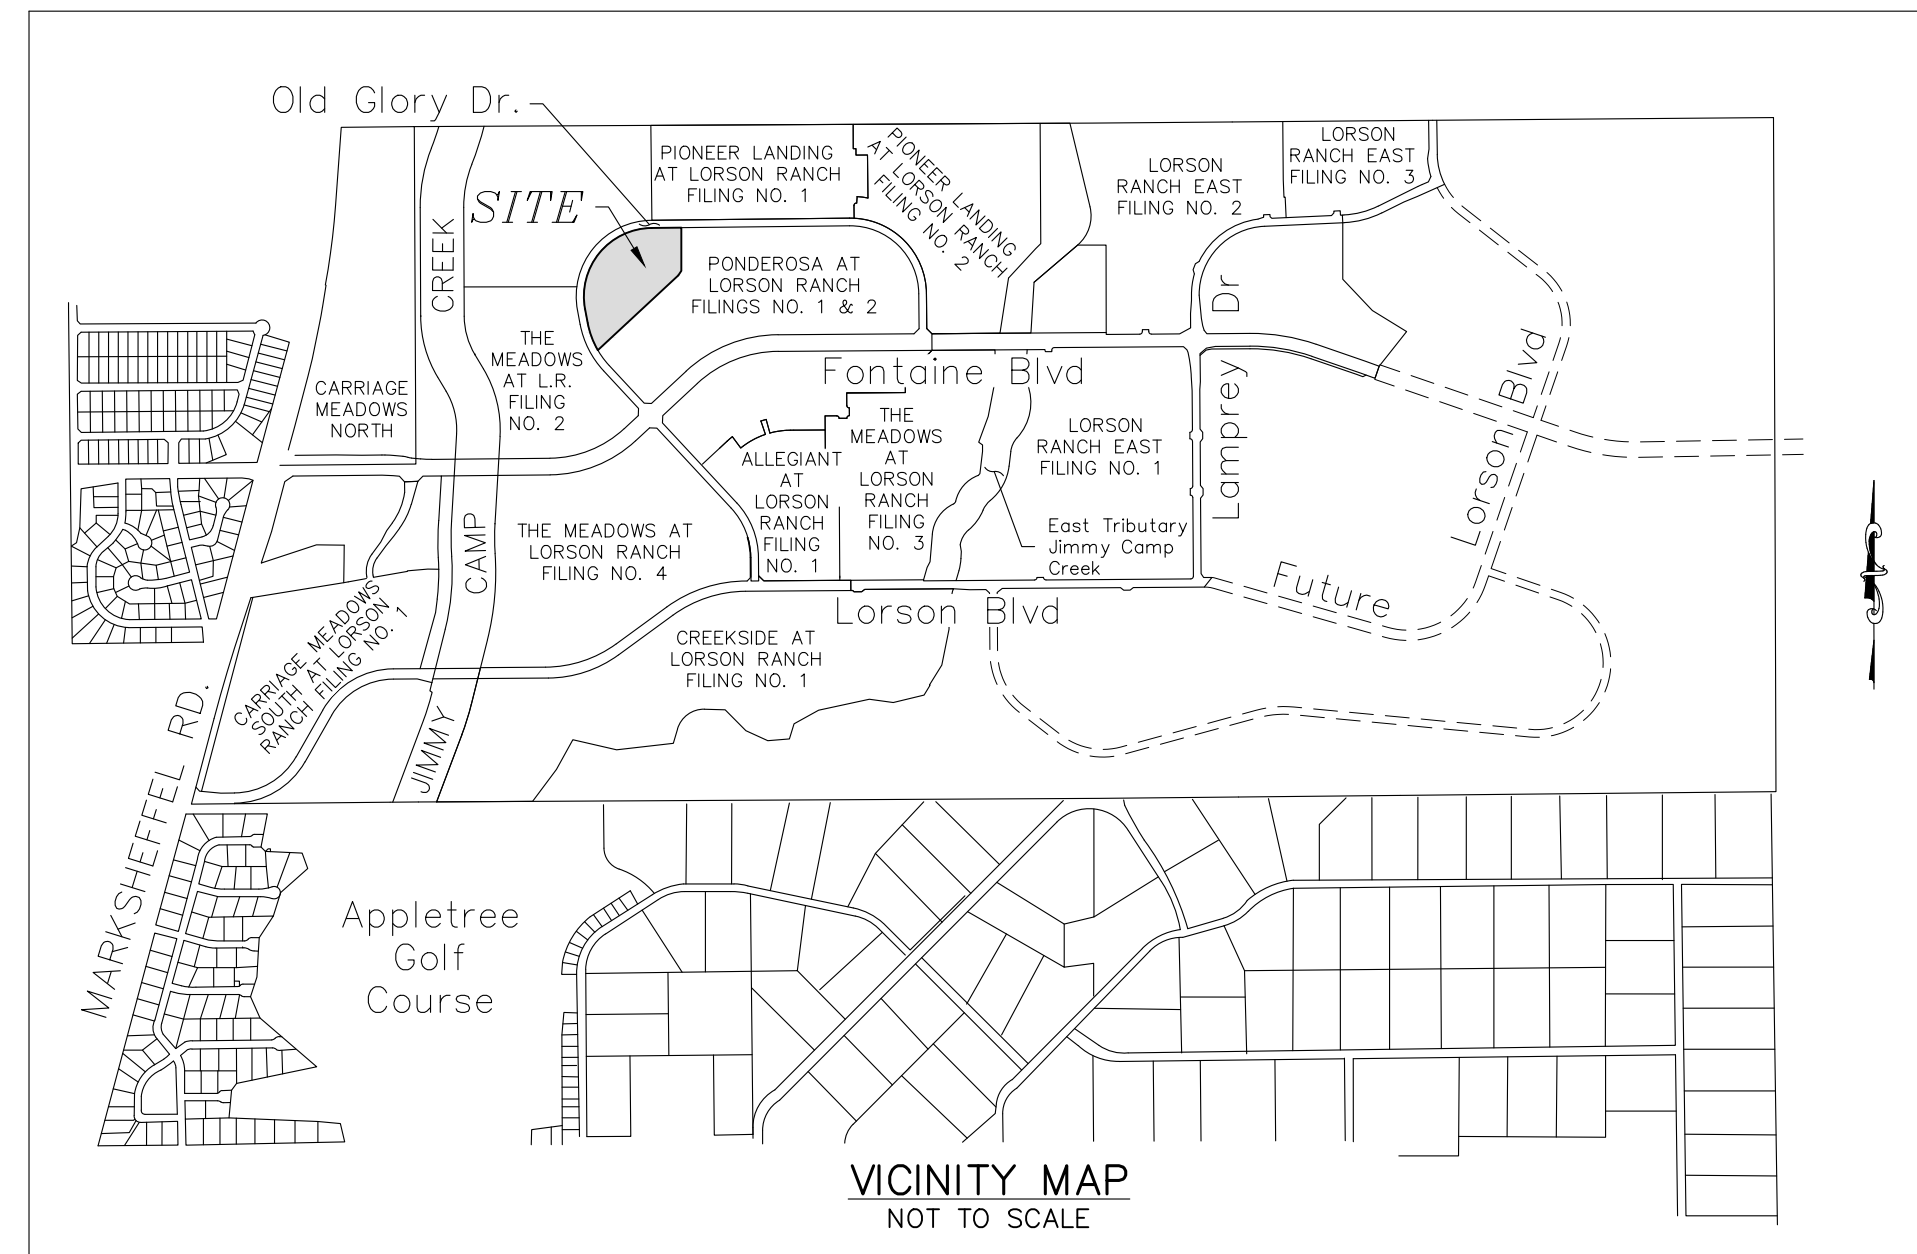 Old Glory Dr.
PIONEER LANDING
AT LORSON RANCH
FILING NO. 1
PIONEER LANDING
AT LORSON RANCH
FILING NO. 2
LORSON
RANCH EAST
FILING NO. 2
LORSON
RANCH EAST
FILING NO. 3
SITE
CREEK
PONDEROSA AT
LORSON RANCH
FILINGS NO. 1 & 2
Dr
THE
MEADOWS
AT L.R.
FILING
NO. 2
CARRIAGE
MEADOWS
NORTH
Fontaine Blvd
Lamprey
Lorson Blvd
THE
MEADOWS
AT
LORSON
RANCH
FILING
NO. 3
LORSON
RANCH EAST
FILING NO. 1
ALLEGIANT
AT
LORSON
RANCH
FILING
NO. 1
THE MEADOWS AT
LORSON RANCH
FILING NO. 4
CAMP
East Tributary
Jimmy Camp
Creek
Future
Lorson Blvd
CARRIAGE MEADOWS
SOUTH AT LORSON
RANCH FILING NO. 1
CREEKSIDE AT
LORSON RANCH
FILING NO. 1
JIMMY
MARKSHEFFEL RD.
Appletree
Golf
Course
VICINITY MAP
NOT TO SCALE